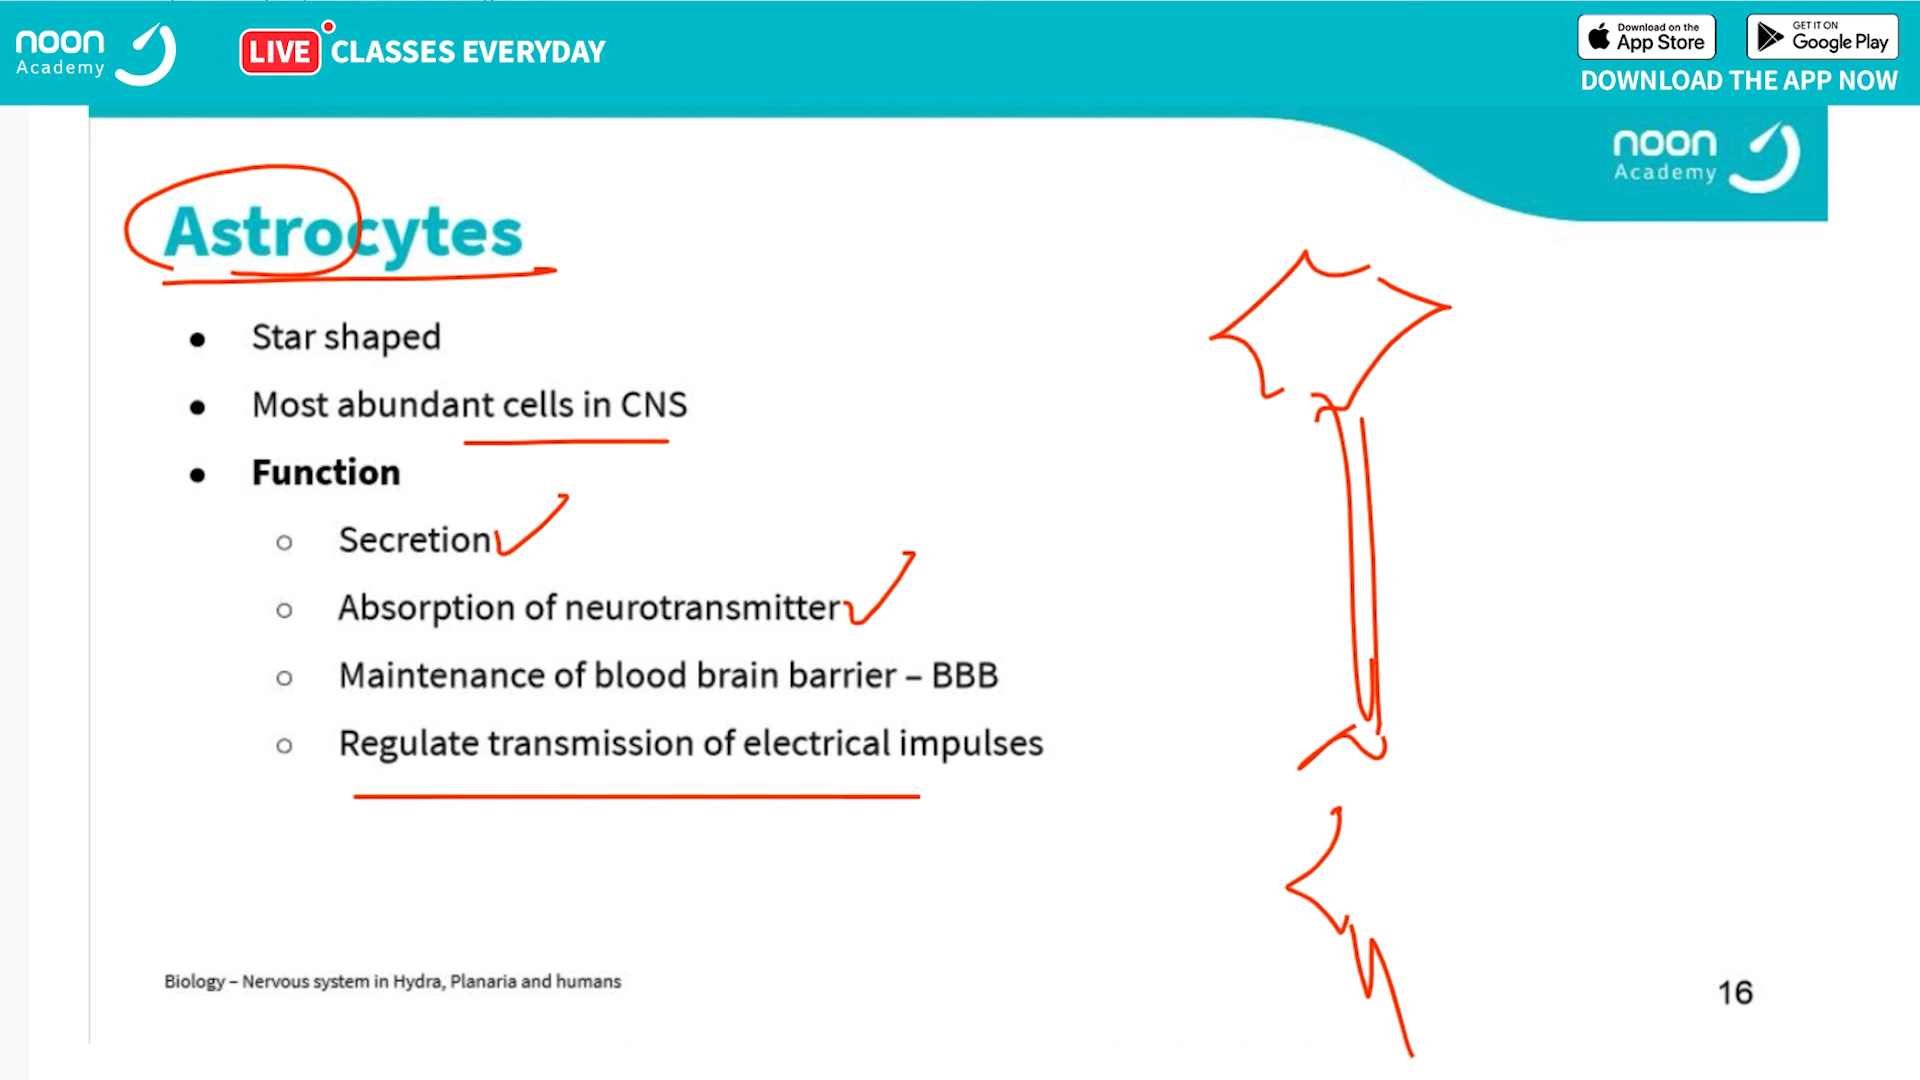 noon
Academy
LIVE CLASSES EVERYDAY
Download on the
App Store
GET IT ON
Google Play
DOWNLOAD THE APP NOW
noon
Academy
Astrocytes
● Star shaped
● Most abundant cells in CNS
● Function
○ Secretion
○ Absorption of neurotransmitter
○ Maintenance of blood brain barrier – BBB
○ Regulate transmission of electrical impulses
Biology – Nervous system in Hydra, Planaria and humans
16